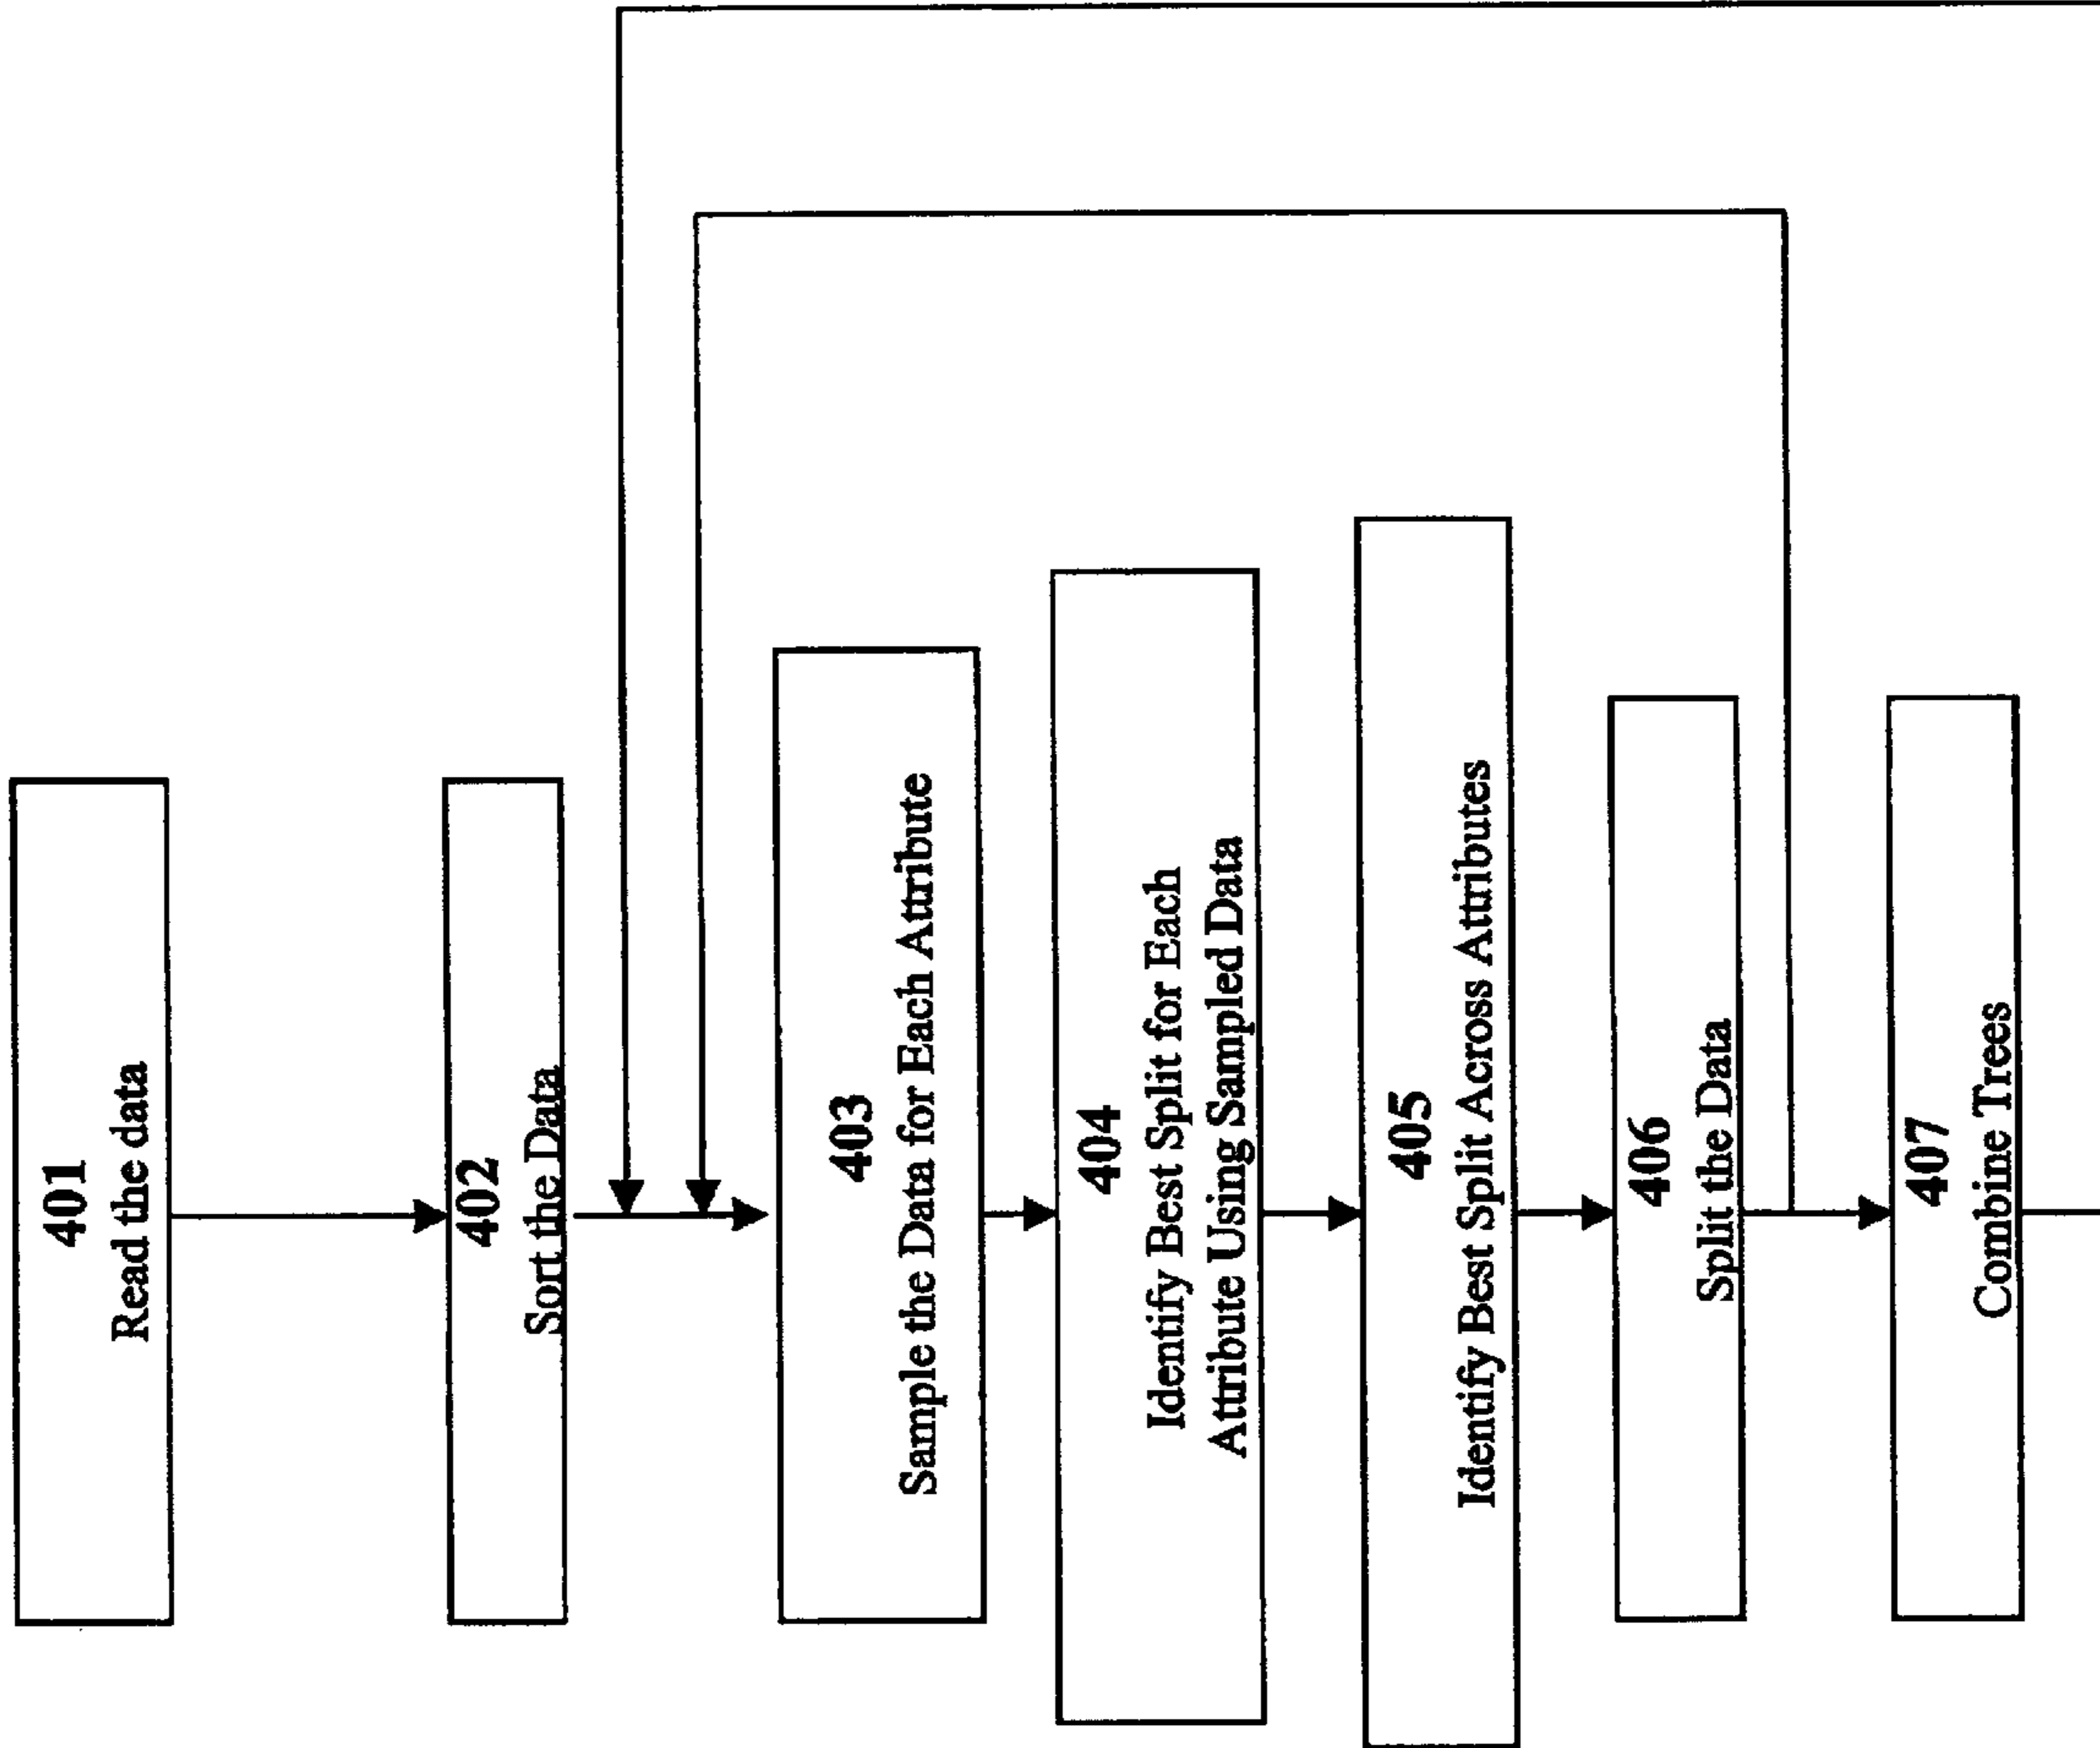 401
Read the data
402
Sort the Data
403
Sample the Data for Each Attribute
404
Identify Best Split for Each
Attribute Using Sampled Data
405
Identify Best Split Across Attributes
406
Split the Data
407
Combine Trees